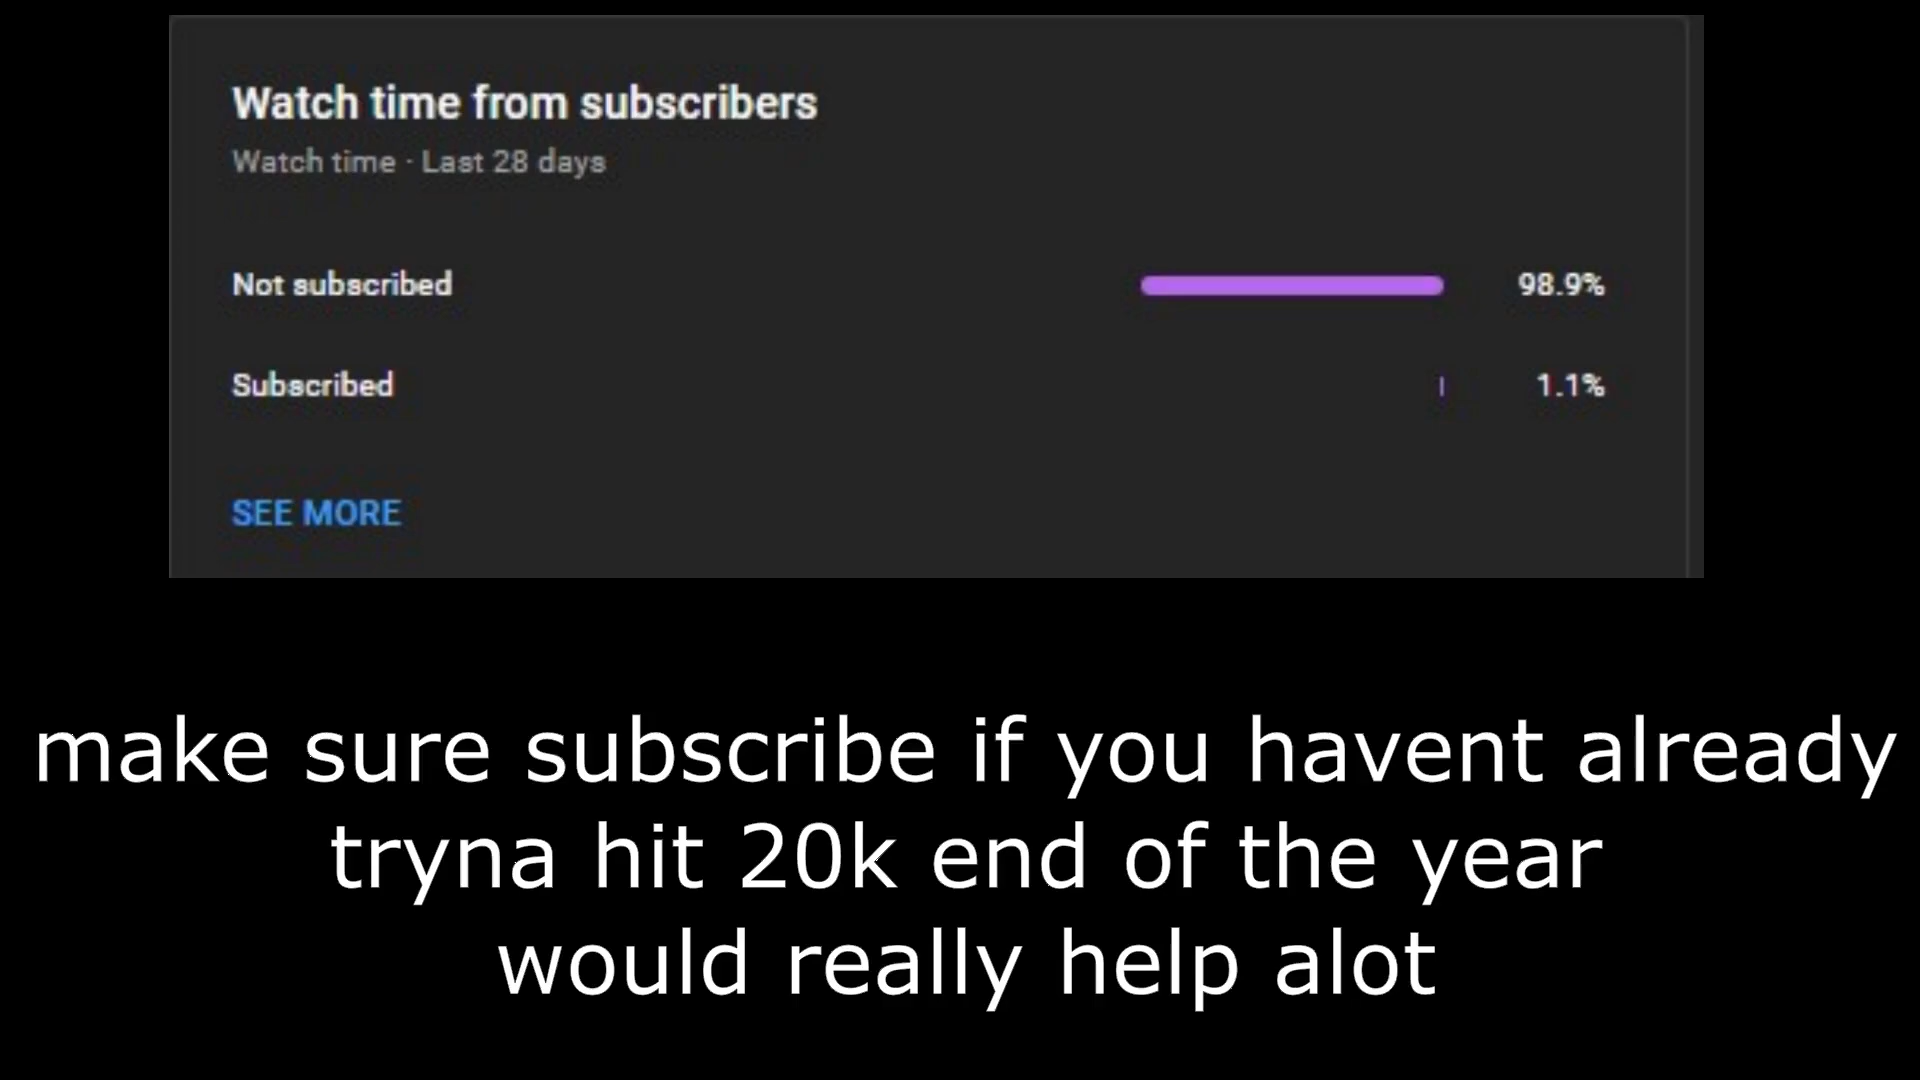 Watch time from subscribers
Watch time · Last 28 days
Not subscribed 98.9%
Subscribed 1.1%
SEE MORE
make sure subscribe if you havent already
tryna hit 20k end of the year
would really help alot